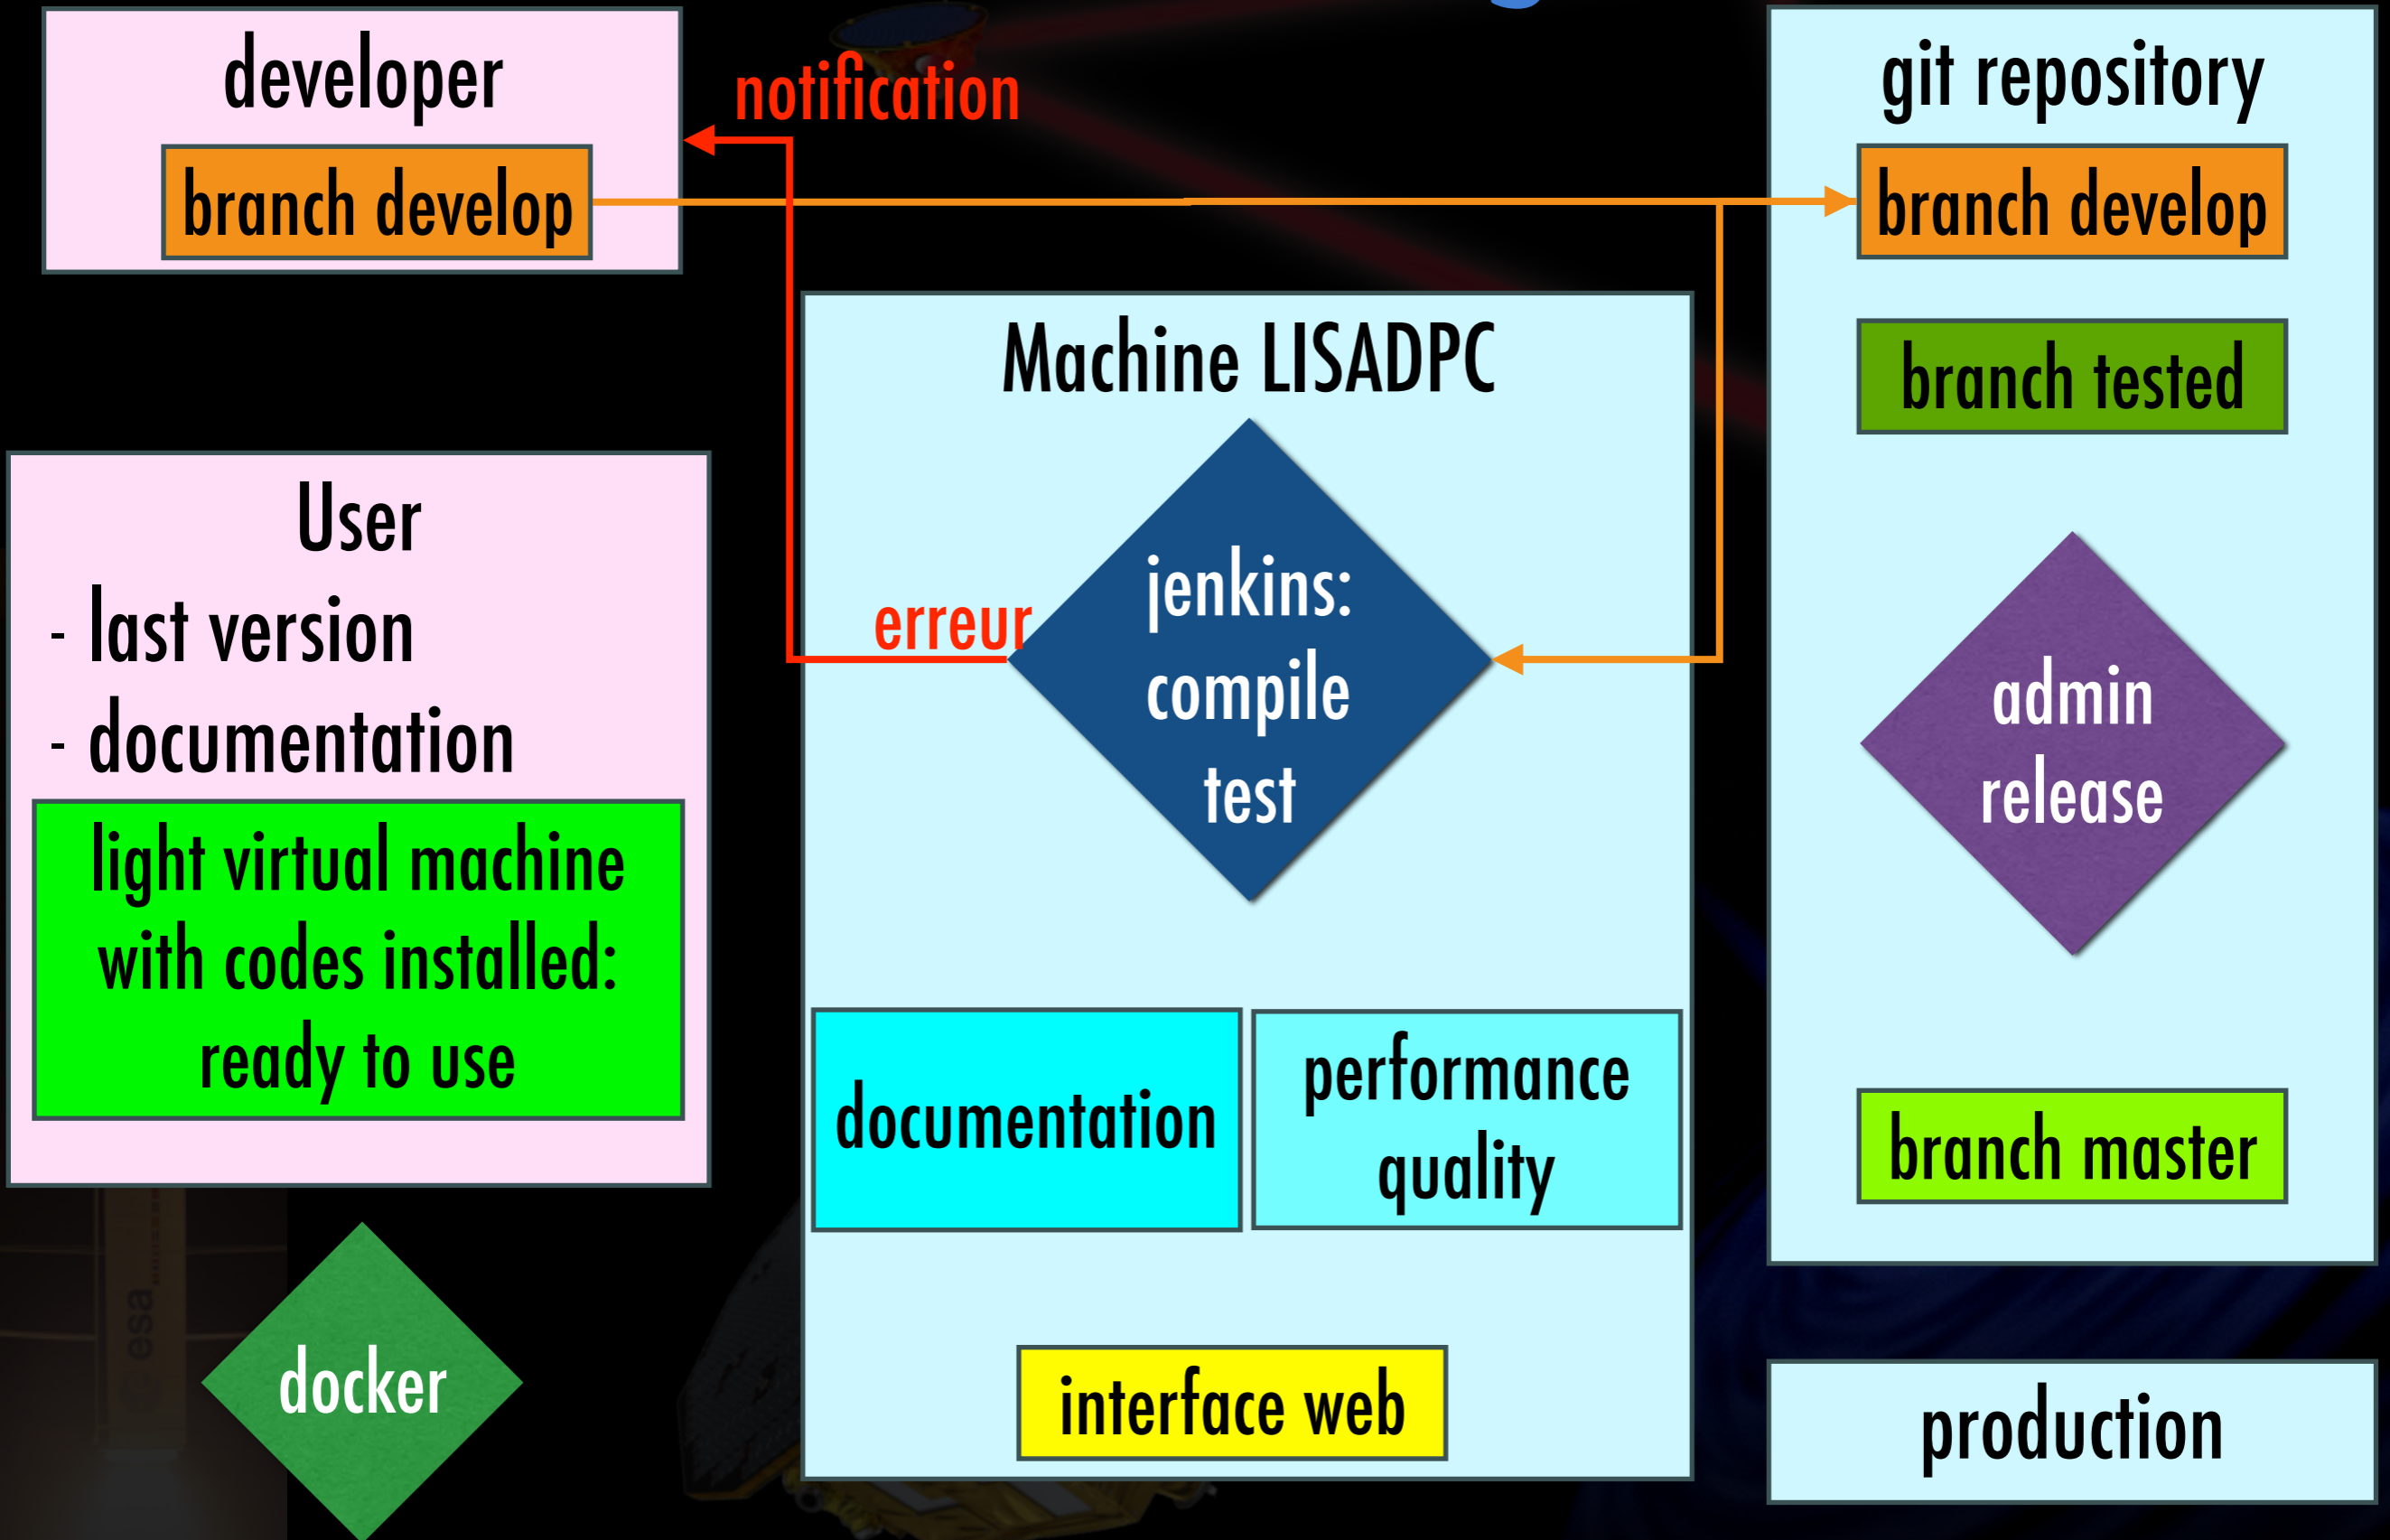 developer
branch develop
notification
git repository
branch develop
branch tested
admin
release
branch master
production
Machine LISADPC
erreur
jenkins:
compile
test
documentation
performance
quality
interface web
User
- last version
- documentation
light virtual machine
with codes installed:
ready to use
docker
esa